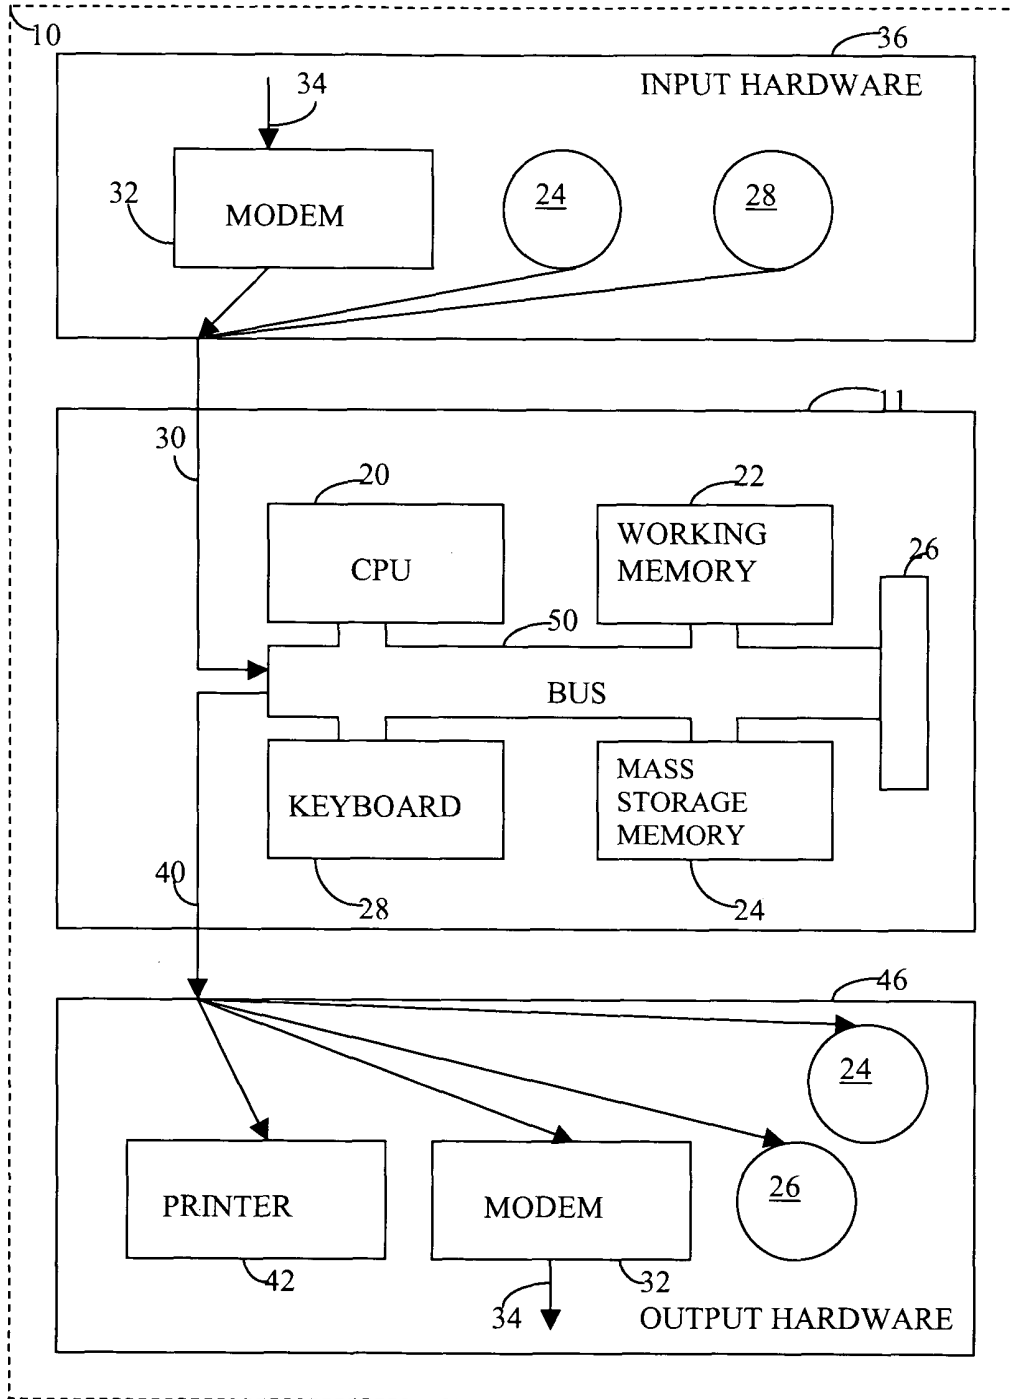 10
36
INPUT HARDWARE
34
32
MODEM
24
28
11
30
20
22
CPU
WORKING
MEMORY
26
50
BUS
KEYBOARD
MASS
STORAGE
MEMORY
40
28
24
46
24
26
PRINTER
MODEM
42
32
34
OUTPUT HARDWARE